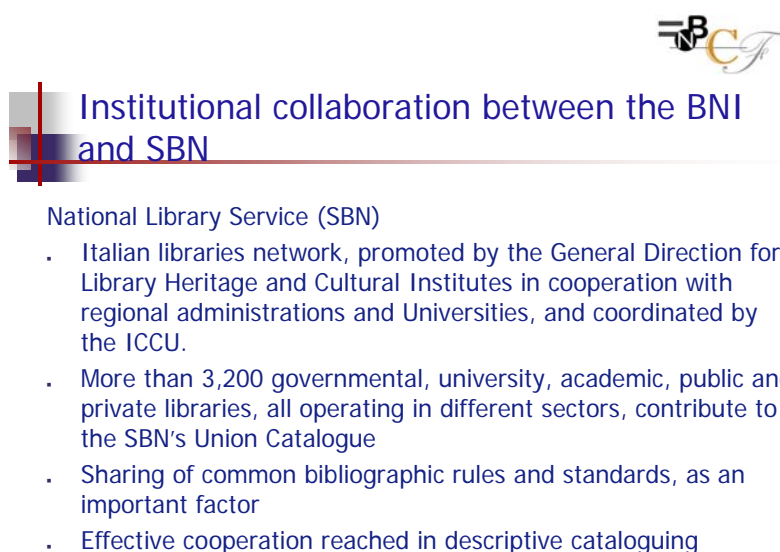 BNCF
Institutional collaboration between the BNI
and SBN
National Library Service (SBN)
. Italian libraries network, promoted by the General Direction for
Library Heritage and Cultural Institutes in cooperation with
regional administrations and Universities, and coordinated by
the ICCU.
. More than 3,200 governmental, university, academic, public an
private libraries, all operating in different sectors, contribute to
the SBN's Union Catalogue
. Sharing of common bibliographic rules and standards, as an
important factor
. Effective cooperation reached in descriptive cataloguing